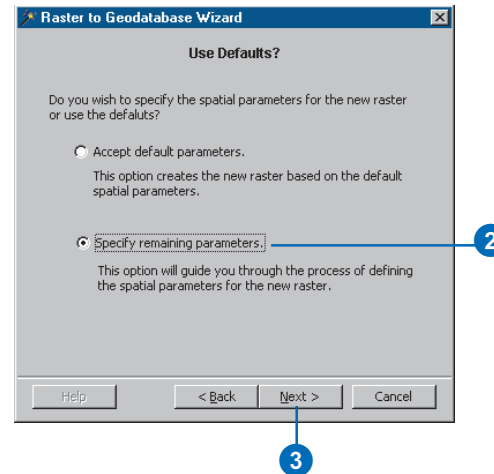 Raster to Geodatabase Wizard
Use Defaults?
Do you wish to specify the spatial parameters for the new raster
or use the defaluts?
Accept default parameters.
This option creates the new raster based on the default
spatial parameters.
Specify remaining parameters.
2
This option will guide you through the process of defining
the spatial parameters for the new raster.
Help
< Back
Next >
Cancel
3